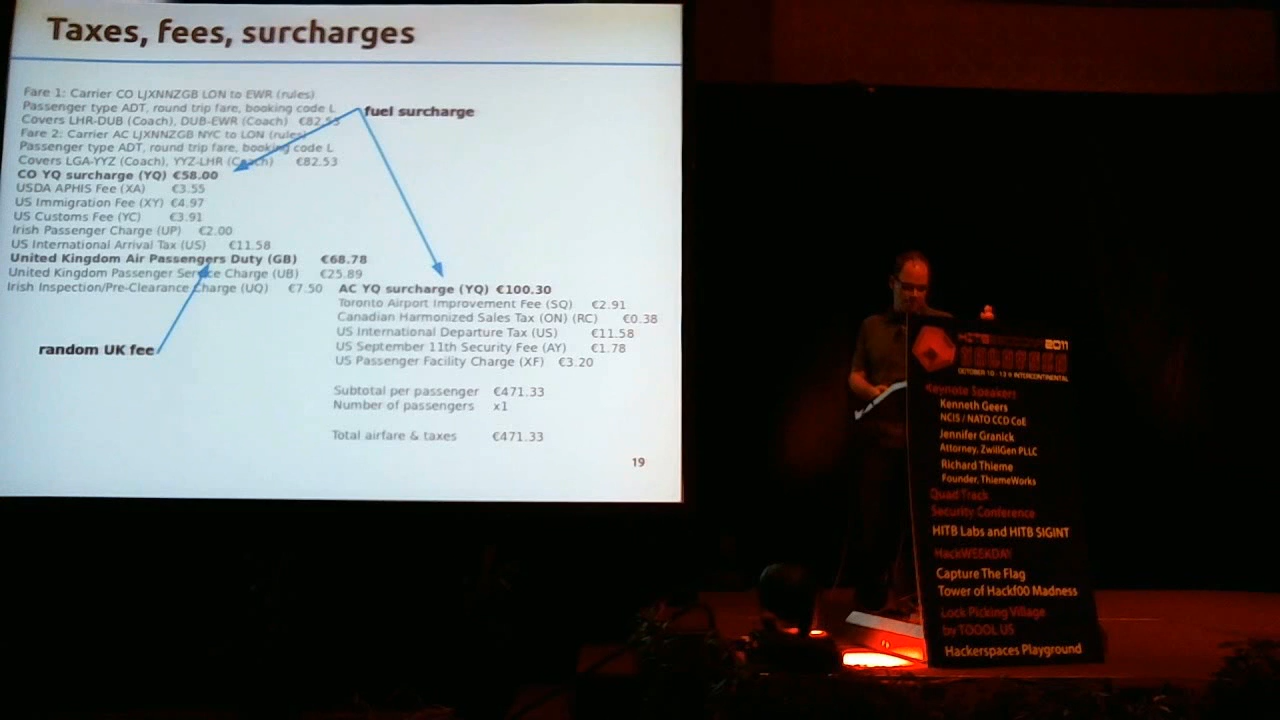 Taxes, fees, surcharges
Fare 1: Carrier CO LJXNNZGB LON to EWR (rules)
Passenger type ADT, round trip fare, booking code L
Covers LHR-DUB (Coach), DUB-EWR (Coach) €82.53
Fare 2: Carrier AC LJXNNZGB NYC to LON (rules)
Passenger type ADT, round trip fare, booking code L
Covers LGA-YYZ (Coach), YYZ-LHR (Coach) €82.53
CO YQ surcharge (YQ) €58.00
USDA APHIS Fee (XA) €3.55
US Immigration Fee (XY) €4.97
US Customs Fee (YC) €3.91
Irish Passenger Charge (UP) €2.00
US International Arrival Tax (US) €11.58
United Kingdom Air Passengers Duty (GB) €68.78
United Kingdom Passenger Service Charge (UB) €25.89
Irish Inspection/Pre-Clearance Charge (UQ) €7.50
fuel surcharge
random UK fee
AC YQ surcharge (YQ) €100.30
Toronto Airport Improvement Fee (SQ) €2.91
Canadian Harmonized Sales Tax (ON) (RC) €0.38
US International Departure Tax (US) €11.58
US September 11th Security Fee (AY) €1.78
US Passenger Facility Charge (XF) €3.20
Subtotal per passenger €471.33
Number of passengers x1
Total airfare & taxes €471.33
19
2011
OCTOBER 10 - 13 @ INTERCONTINENTAL
Keynote Speakers
Kenneth Geers
NCIS / NATO CCD CoE
Jennifer Granick
Attorney, ZwillGen PLLC
Richard Thieme
Founder, ThiemeWorks
Quad Track
Security Conference
HITB Labs and HITB SIGINT
HackWEEKDAY
Capture The Flag
Tower of Hackf00 Madness
Lock Picking Village
by TOOOL US
Hackerspaces Playground